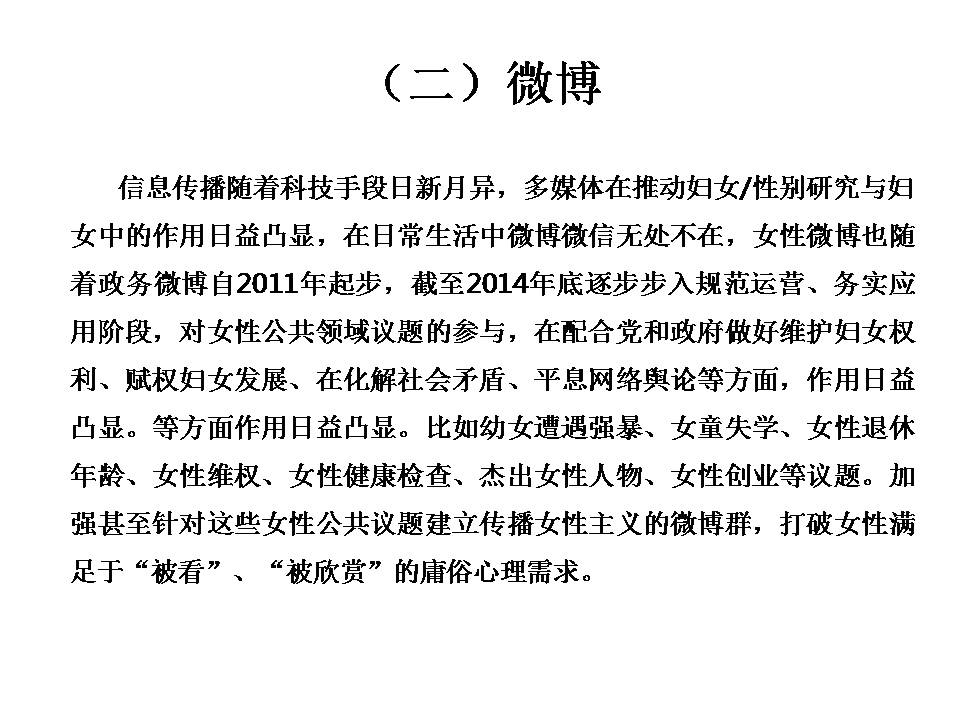 （二）微博
信息传播随着科技手段日新月异，多媒体在推动妇女/性别研究与妇
女中的作用日益凸显，在日常生活中微博微信无处不在，女性微博也随
着政务微博自2011年起步，截至2014年底逐步步入规范运营、务实应
用阶段，对女性公共领域议题的参与，在配合党和政府做好维护妇女权
利、赋权妇女发展、在化解社会矛盾、平息网络舆论等方面，作用日益
凸显。等方面作用日益凸显。比如幼女遭遇强暴、女童失学、女性退休
年龄、女性维权、女性健康检查、杰出女性人物、女性创业等议题。加
强甚至针对这些女性公共议题建立传播女性主义的微博群，打破女性满
足于“被看”、“被欣赏”的庸俗心理需求。